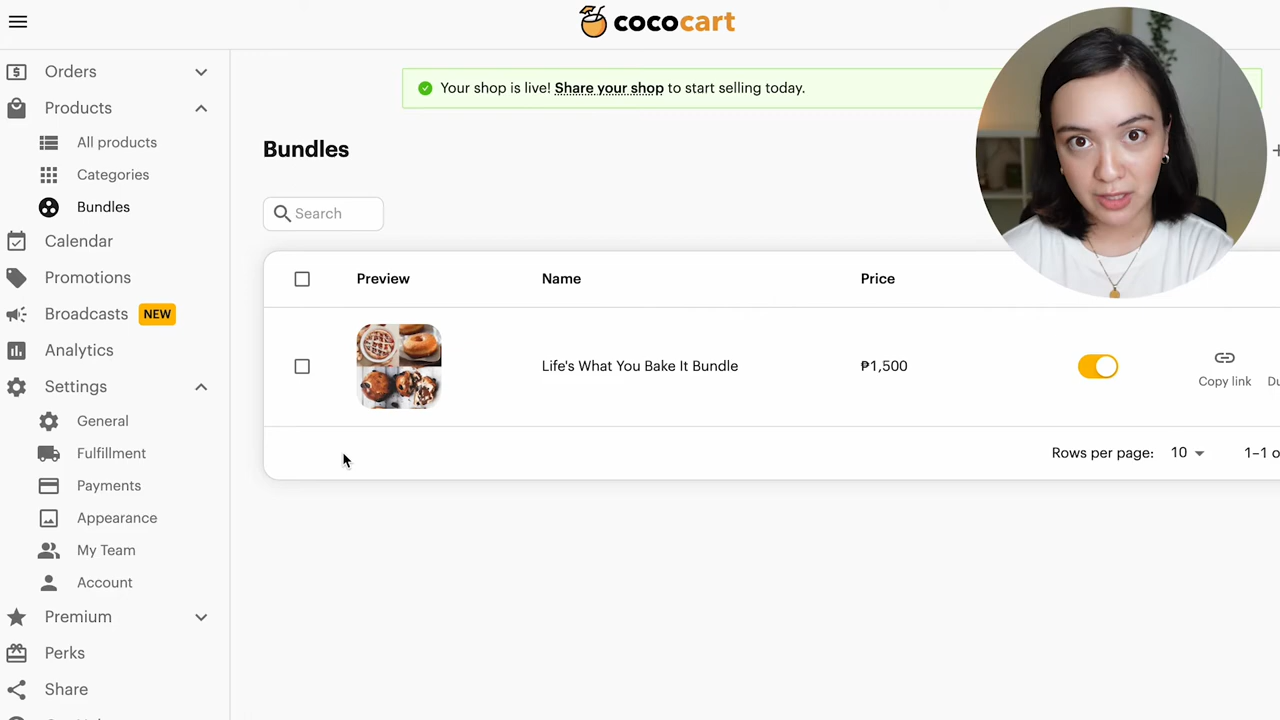 cococart
Orders
Products
All products
Categories
Bundles
Calendar
Promotions
Broadcasts NEW
Analytics
Settings
General
Fulfillment
Payments
Appearance
My Team
Account
Premium
Perks
Share
Your shop is live! Share your shop to start selling today.
Bundles
Search
Preview Name Price
Life's What You Bake It Bundle ₱1,500
Copy link
Rows per page: 10 1–1